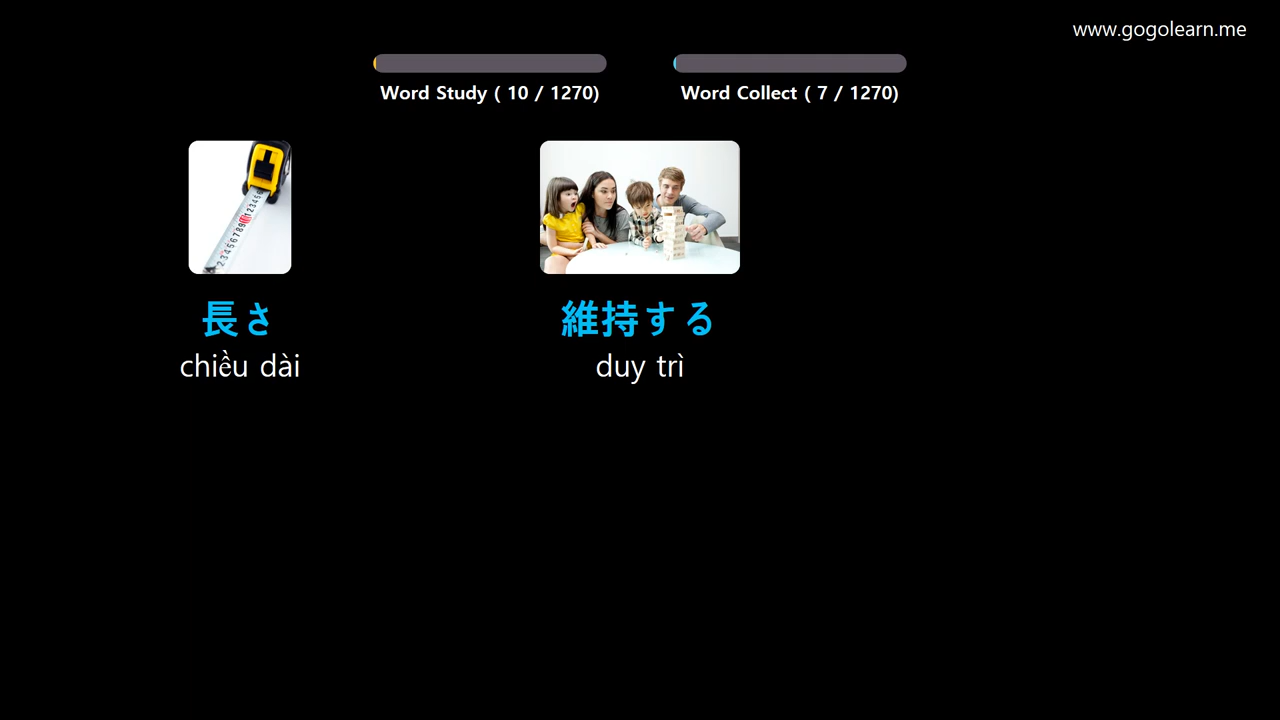 www.gogolearn.me
Word Study ( 10 / 1270)
Word Collect ( 7 / 1270)
長さ
chiều dài
維持する
duy trì